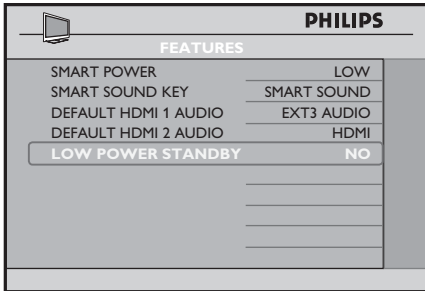 PHILIPS
FEATURES
SMART POWER LOW
SMART SOUND KEY SMART SOUND
DEFAULT HDMI 1 AUDIO EXT3 AUDIO
DEFAULT HDMI 2 AUDIO HDMI
LOW POWER STANDBY NO